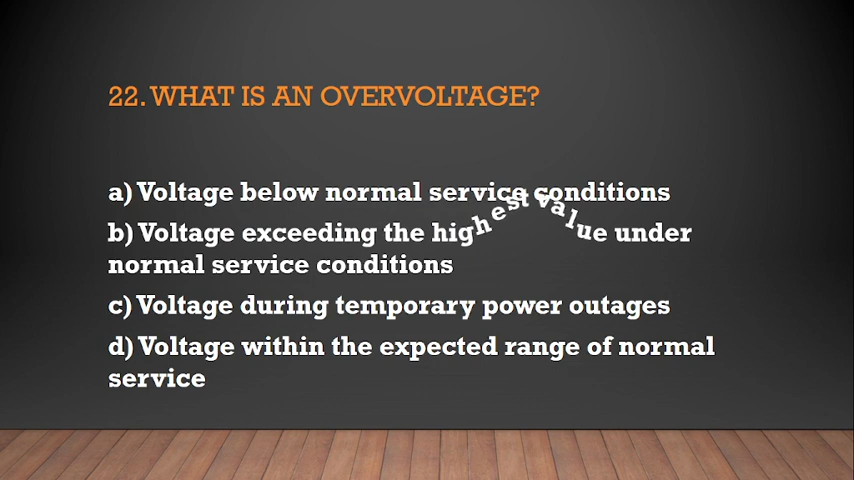 22. WHAT IS AN OVERVOLTAGE?
a) Voltage below normal service conditions
b) Voltage exceeding the highest value under
normal service conditions
c) Voltage during temporary power outages
d) Voltage within the expected range of normal
service